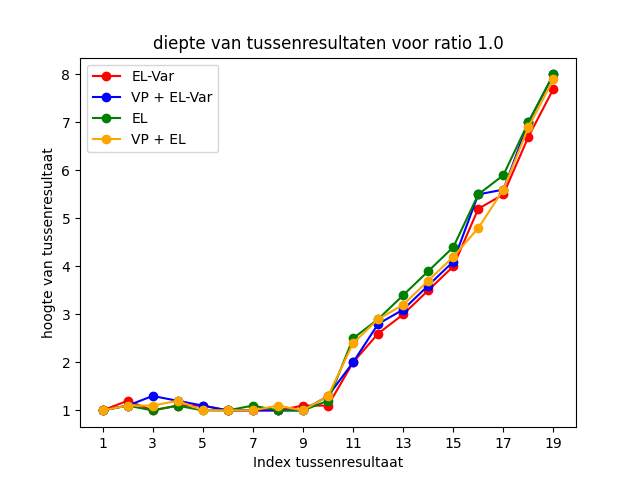 diepte van tussenresultaten voor ratio 1.0
EL-Var
VP + EL-Var
EL
VP + EL
hoogte van tussenresultaat
8
7
6
5
4
3
2
1
1 3 5 7 9 11 13 15 17 19
Index tussenresultaat